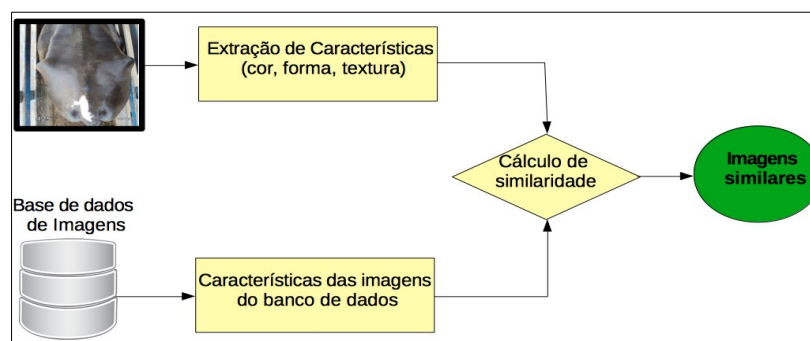 Extração de Características
(cor, forma, textura)
Cálculo de
similaridade
Imagens
similares
Base de dados
de Imagens
Características das imagens
do banco de dados